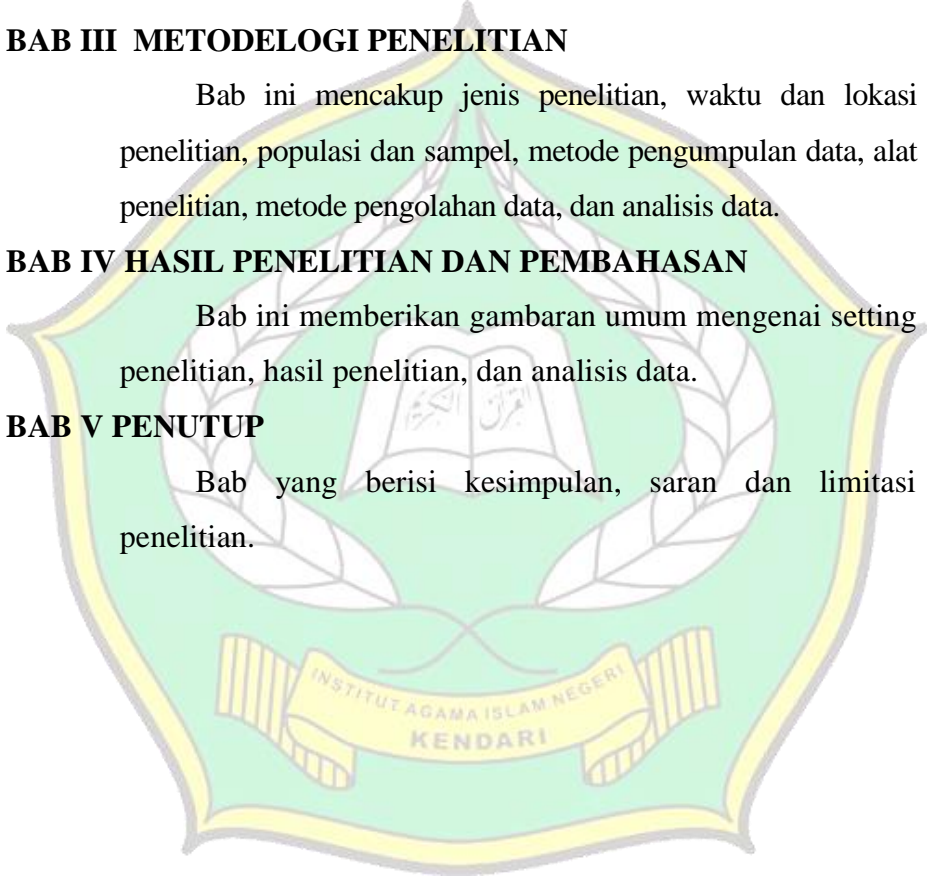 BAB III METODELOGI PENELITIAN
Bab ini mencakup jenis penelitian, waktu dan lokasi
penelitian, populasi dan sampel, metode pengumpulan data, alat
penelitian, metode pengolahan data, dan analisis data.
BAB IV HASIL PENELITIAN DAN PEMBAHASAN
Bab ini memberikan gambaran umum mengenai setting
penelitian, hasil penelitian, dan analisis data.
القرآن الكريم
BAB V PENUTUP
Bab yang berisi kesimpulan, saran dan limitasi
penelitian.
INSTITUT AGAMA ISLAM NEGERI
KENDARI